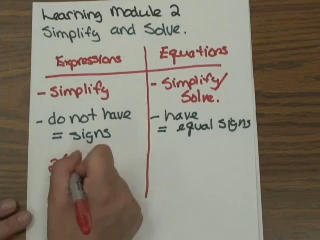 Learning Module 2
Simplify and Solve.
Expressions
Equations
- Simplify
- Simplify/
Solve.
- do not have
= signs
- have
= equal signs